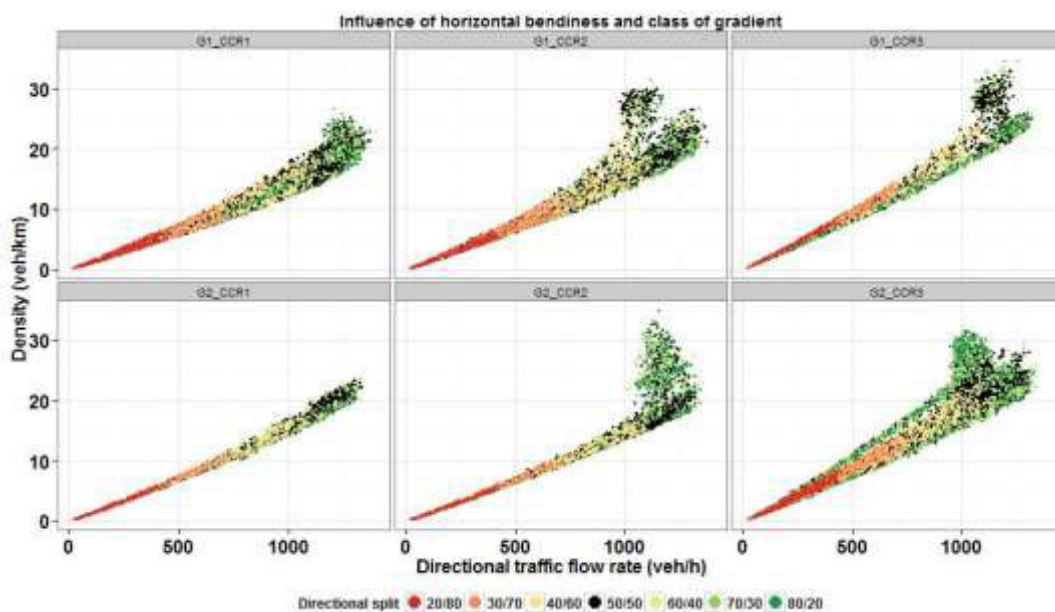 Influence of horizontal bendiness and class of gradient
G1_CCR1 G1_CCR2 G1_CCR3
30
20
10
0
G2_CCR1 G2_CCR2 G2_CCR3
30
20
10
0
Density (veh/km)
0 500 1000 0 500 1000 0 500 1000
Directional traffic flow rate (veh/h)
Directional split 20/80 30/70 40/60 50/50 60/40 70/30 80/20